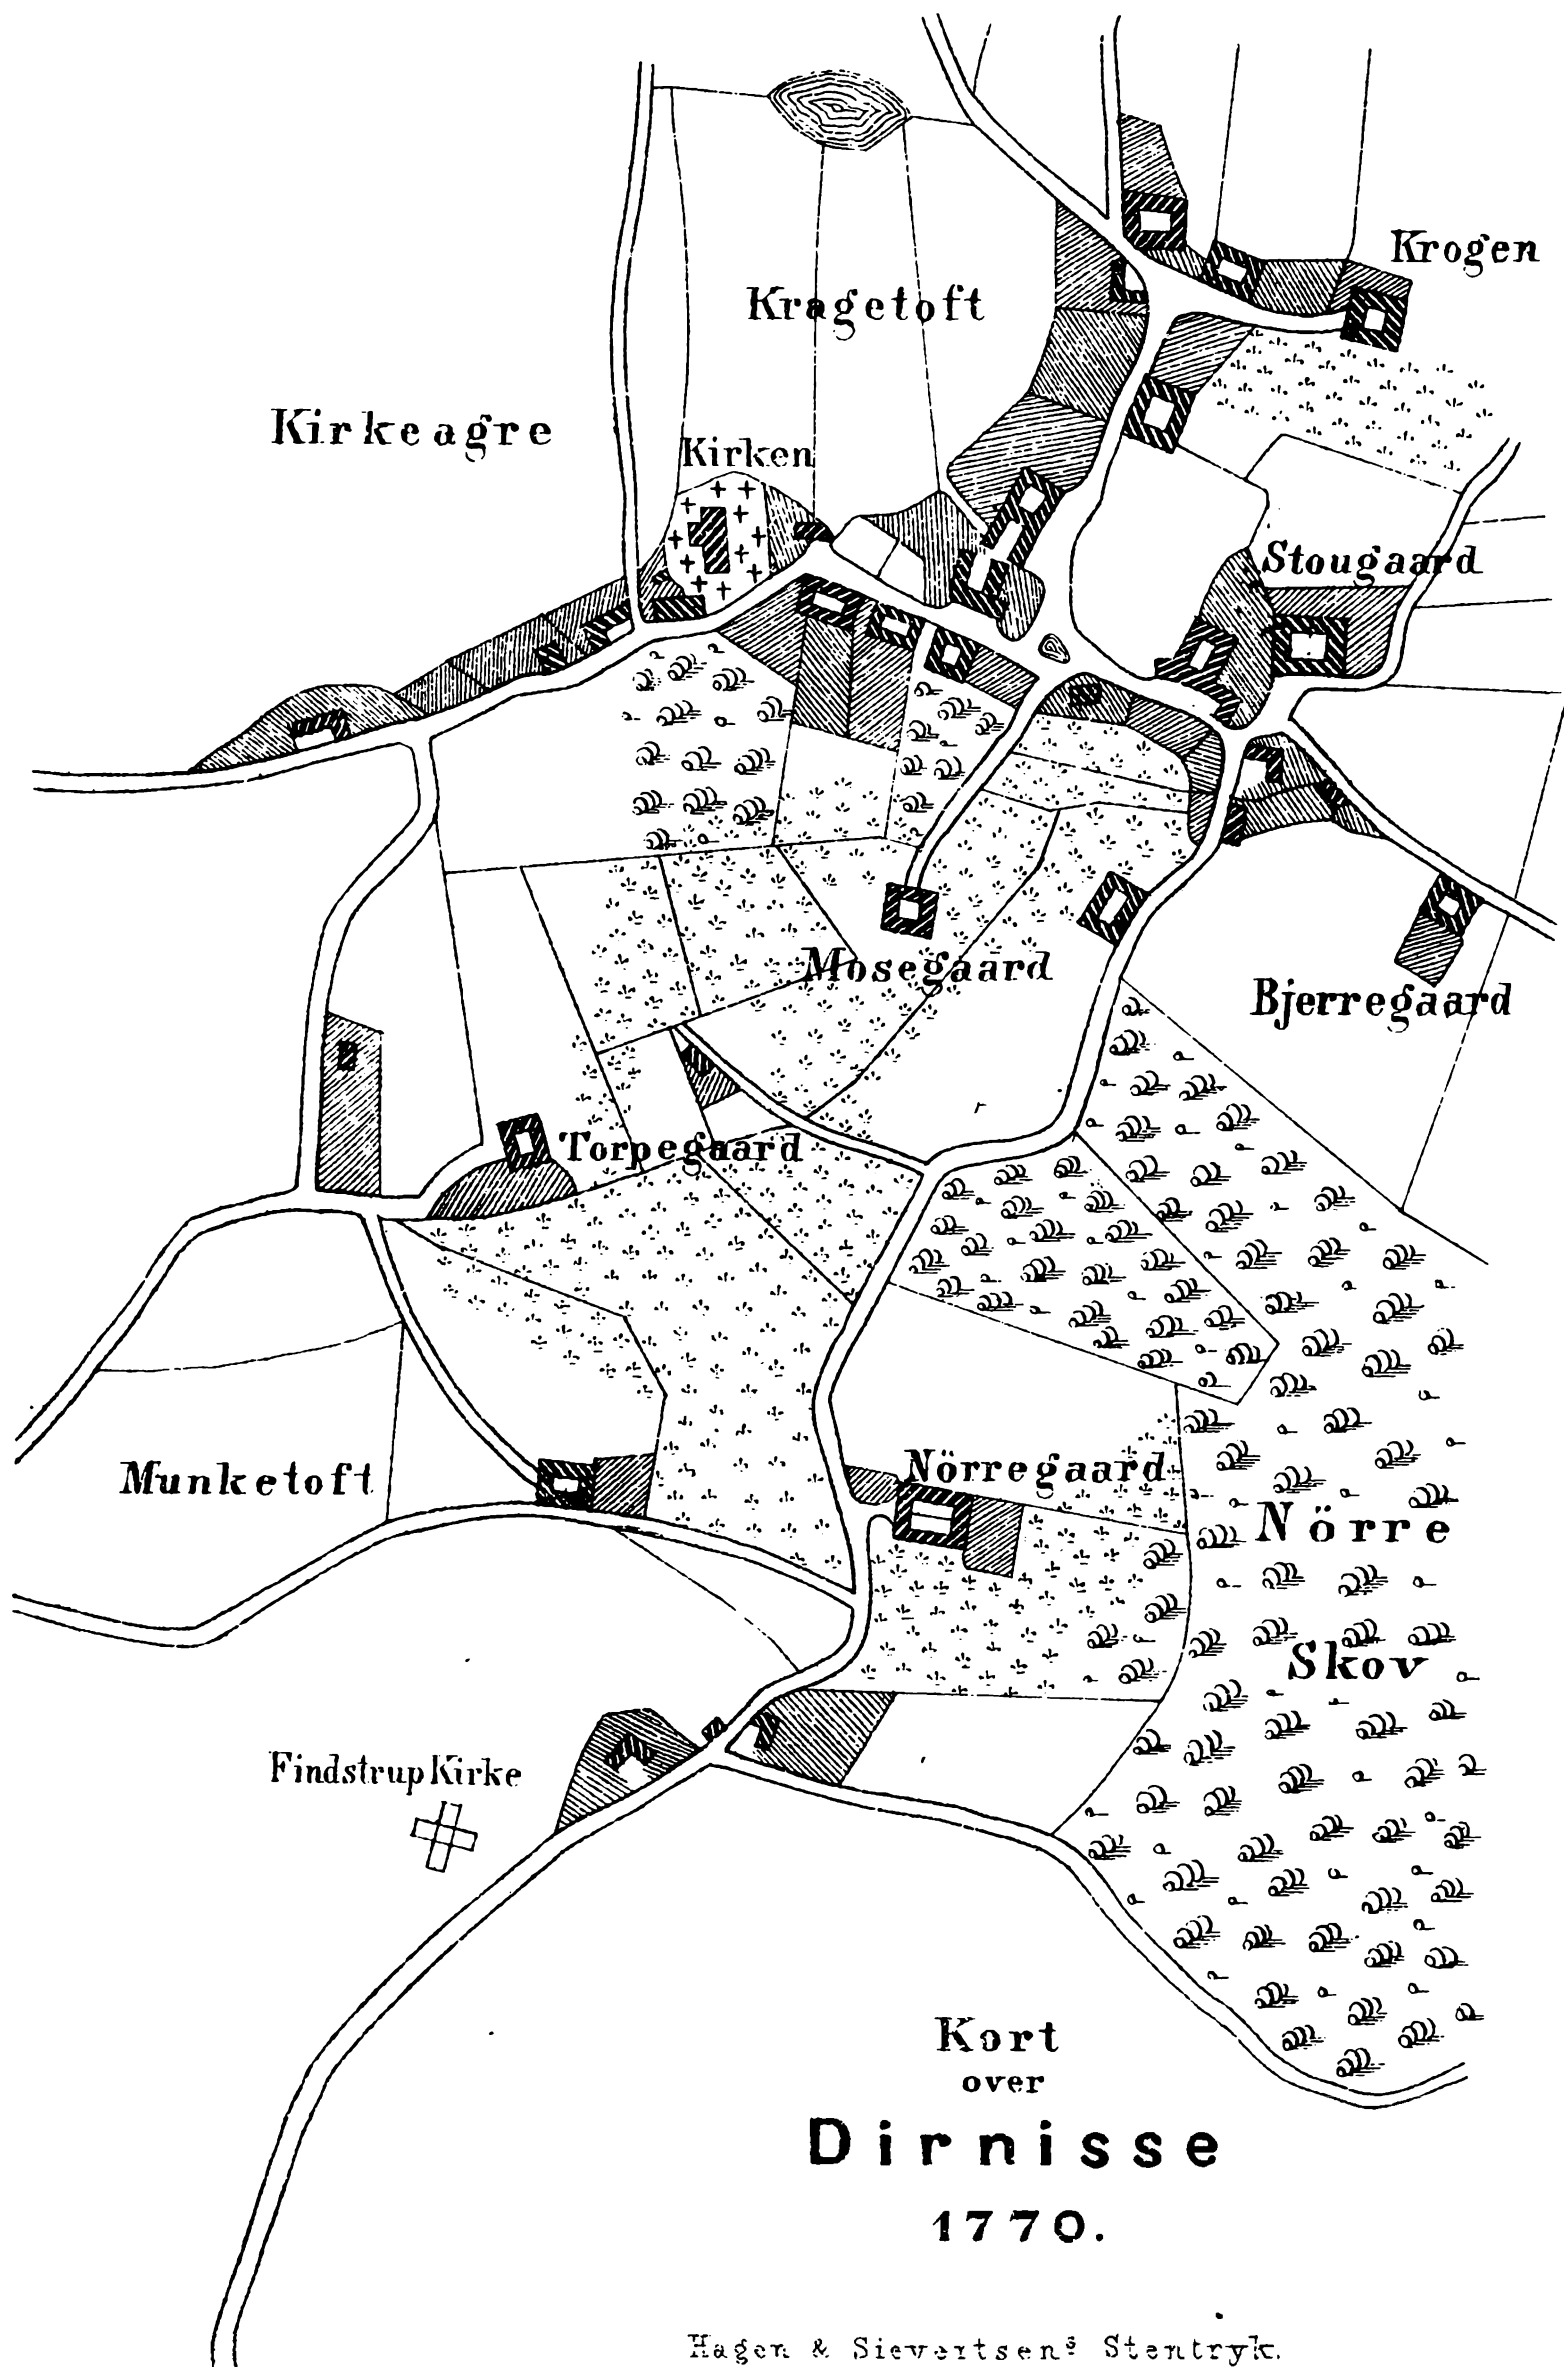 Krogen
Kragetoft
Kirkeagre
Kirken
Stougaard
Mosegaard
Bjerregaard
Torpegaard
Munketoft
Nörregaard
Nörre
Skov
Findstrup Kirke
Kort
over
Dirnisse
1770.
Hagen & Sievertsens Stentryk.